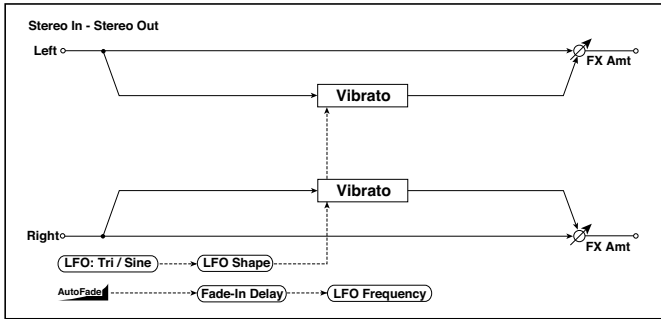 Stereo In - Stereo Out
Left
FX Amt
Vibrato
Vibrato
Right
FX Amt
LFO: Tri / Sine
LFO Shape
AutoFade
Fade-In Delay
LFO Frequency